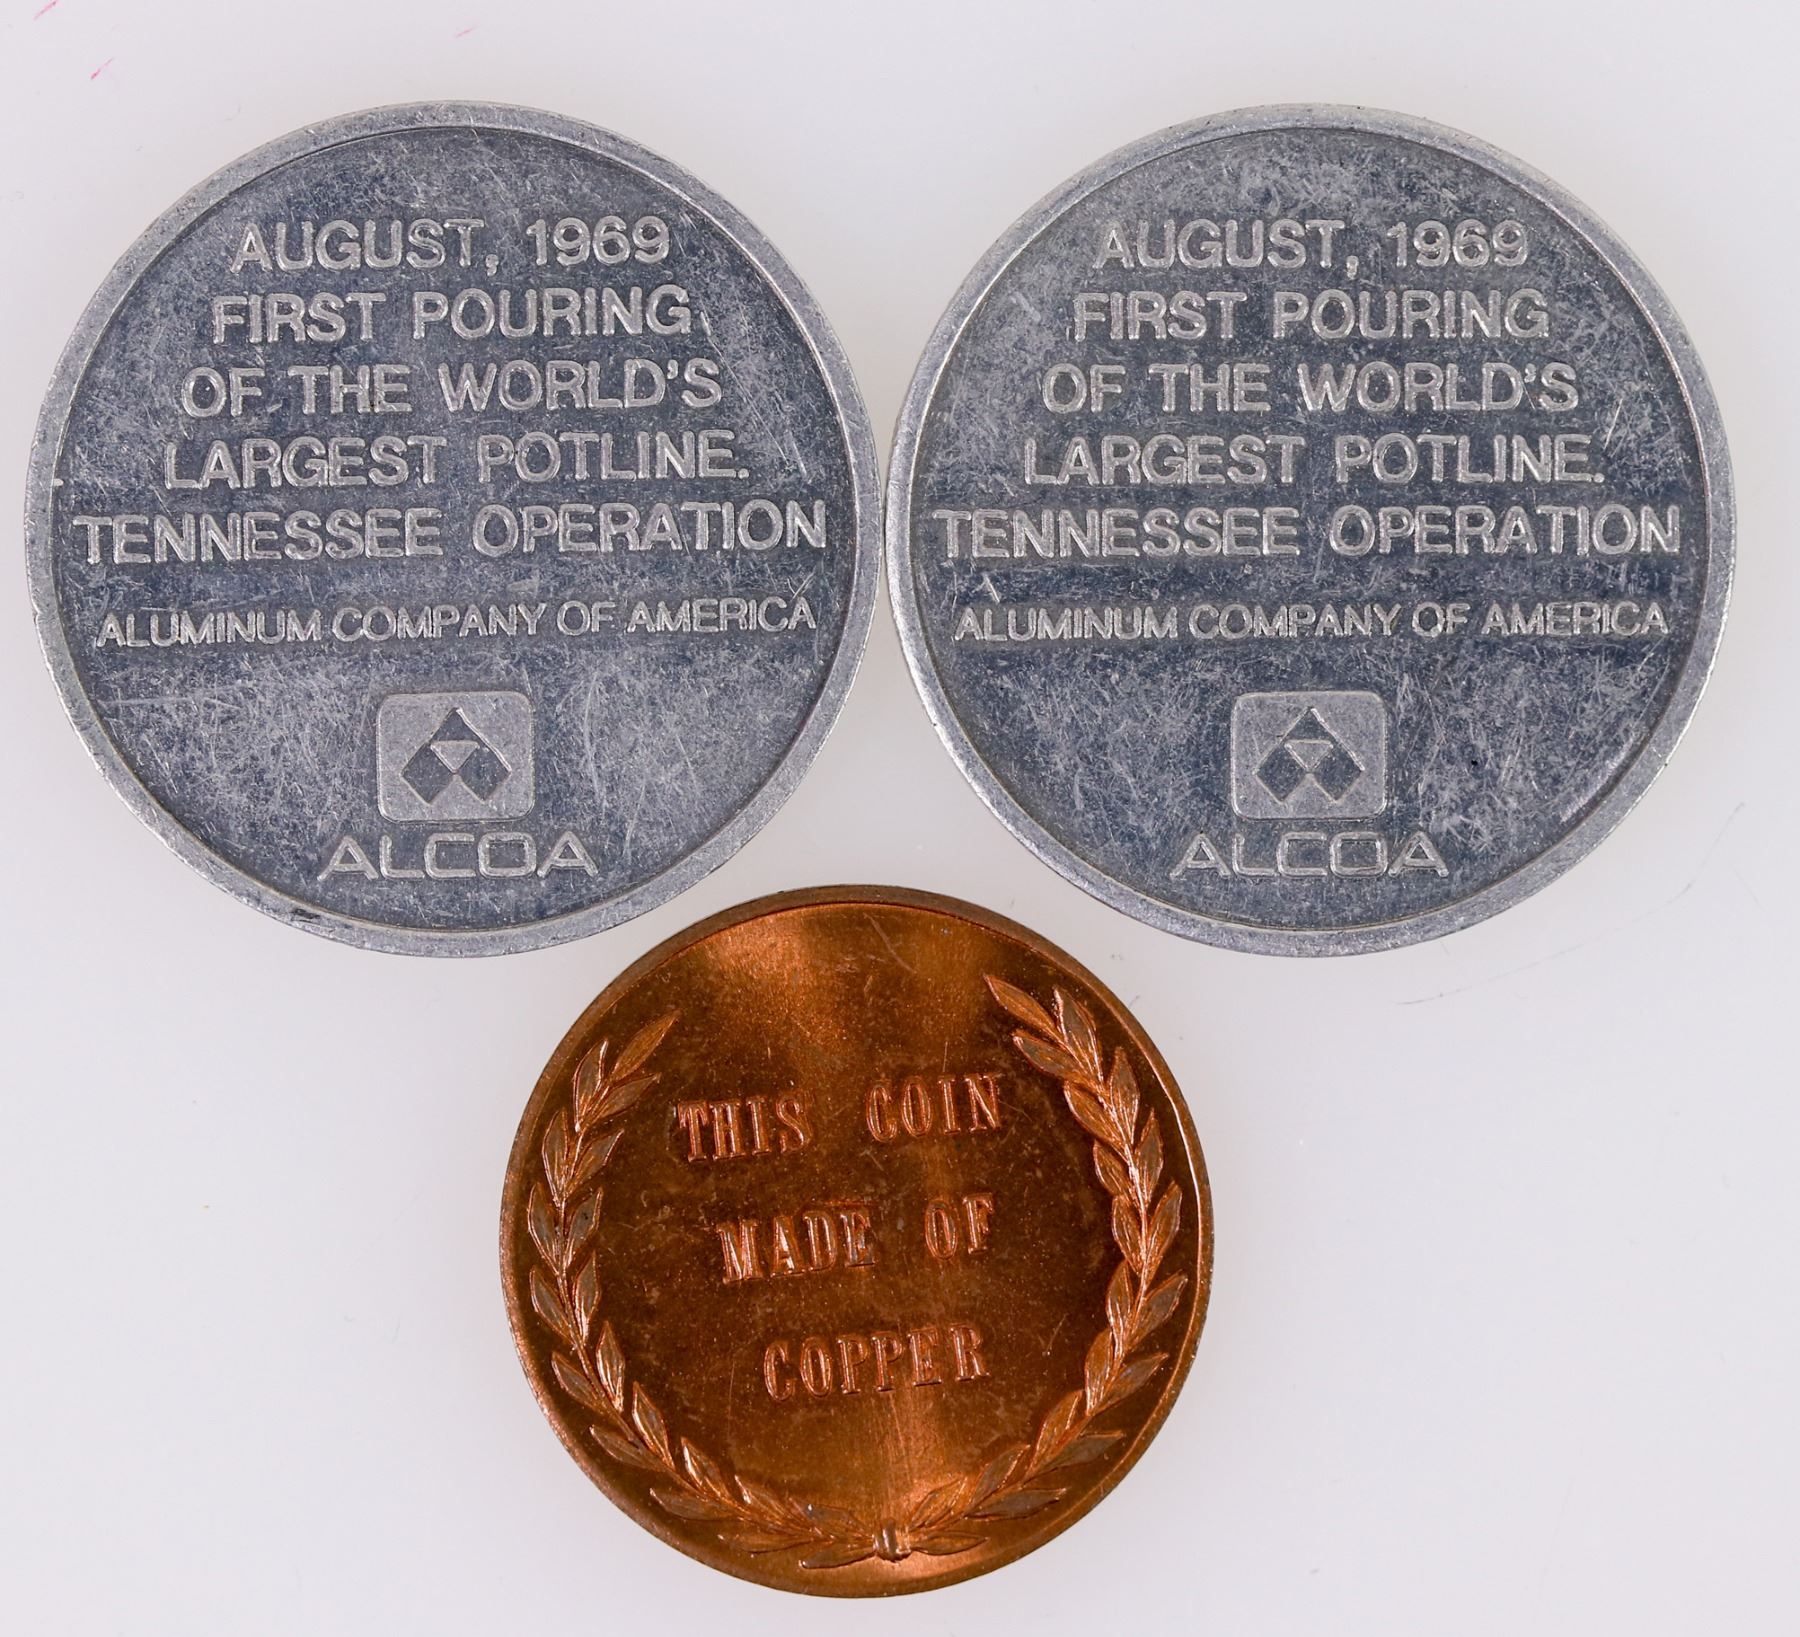 AUGUST, 1969
FIRST POURING
OF THE WORLD'S
LARGEST POTLINE.
TENNESSEE OPERATION
ALUMINUM COMPANY OF AMERICA
ALCOA
AUGUST, 1969
FIRST POURING
OF THE WORLD'S
LARGEST POTLINE.
TENNESSEE OPERATION
ALUMINUM COMPANY OF AMERICA
ALCOA
THIS COIN
MADE OF
COPPER